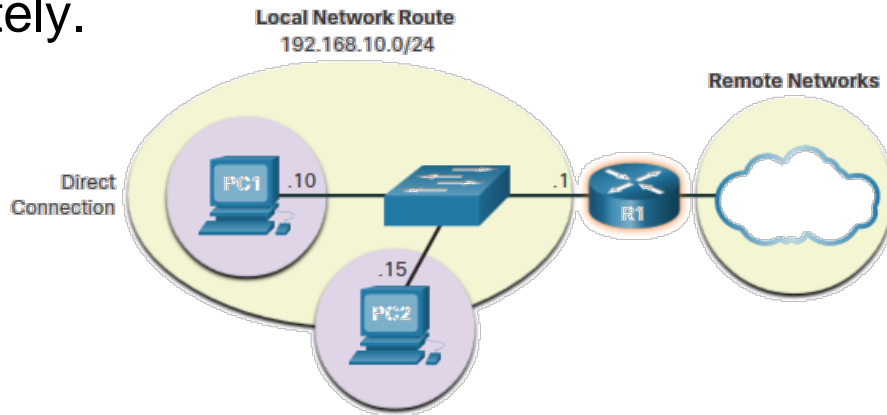 tely.
Local Network Route
192.168.10.0/24
Remote Networks
Direct
Connection
PC1
.10
.1
R1
.15
PC2